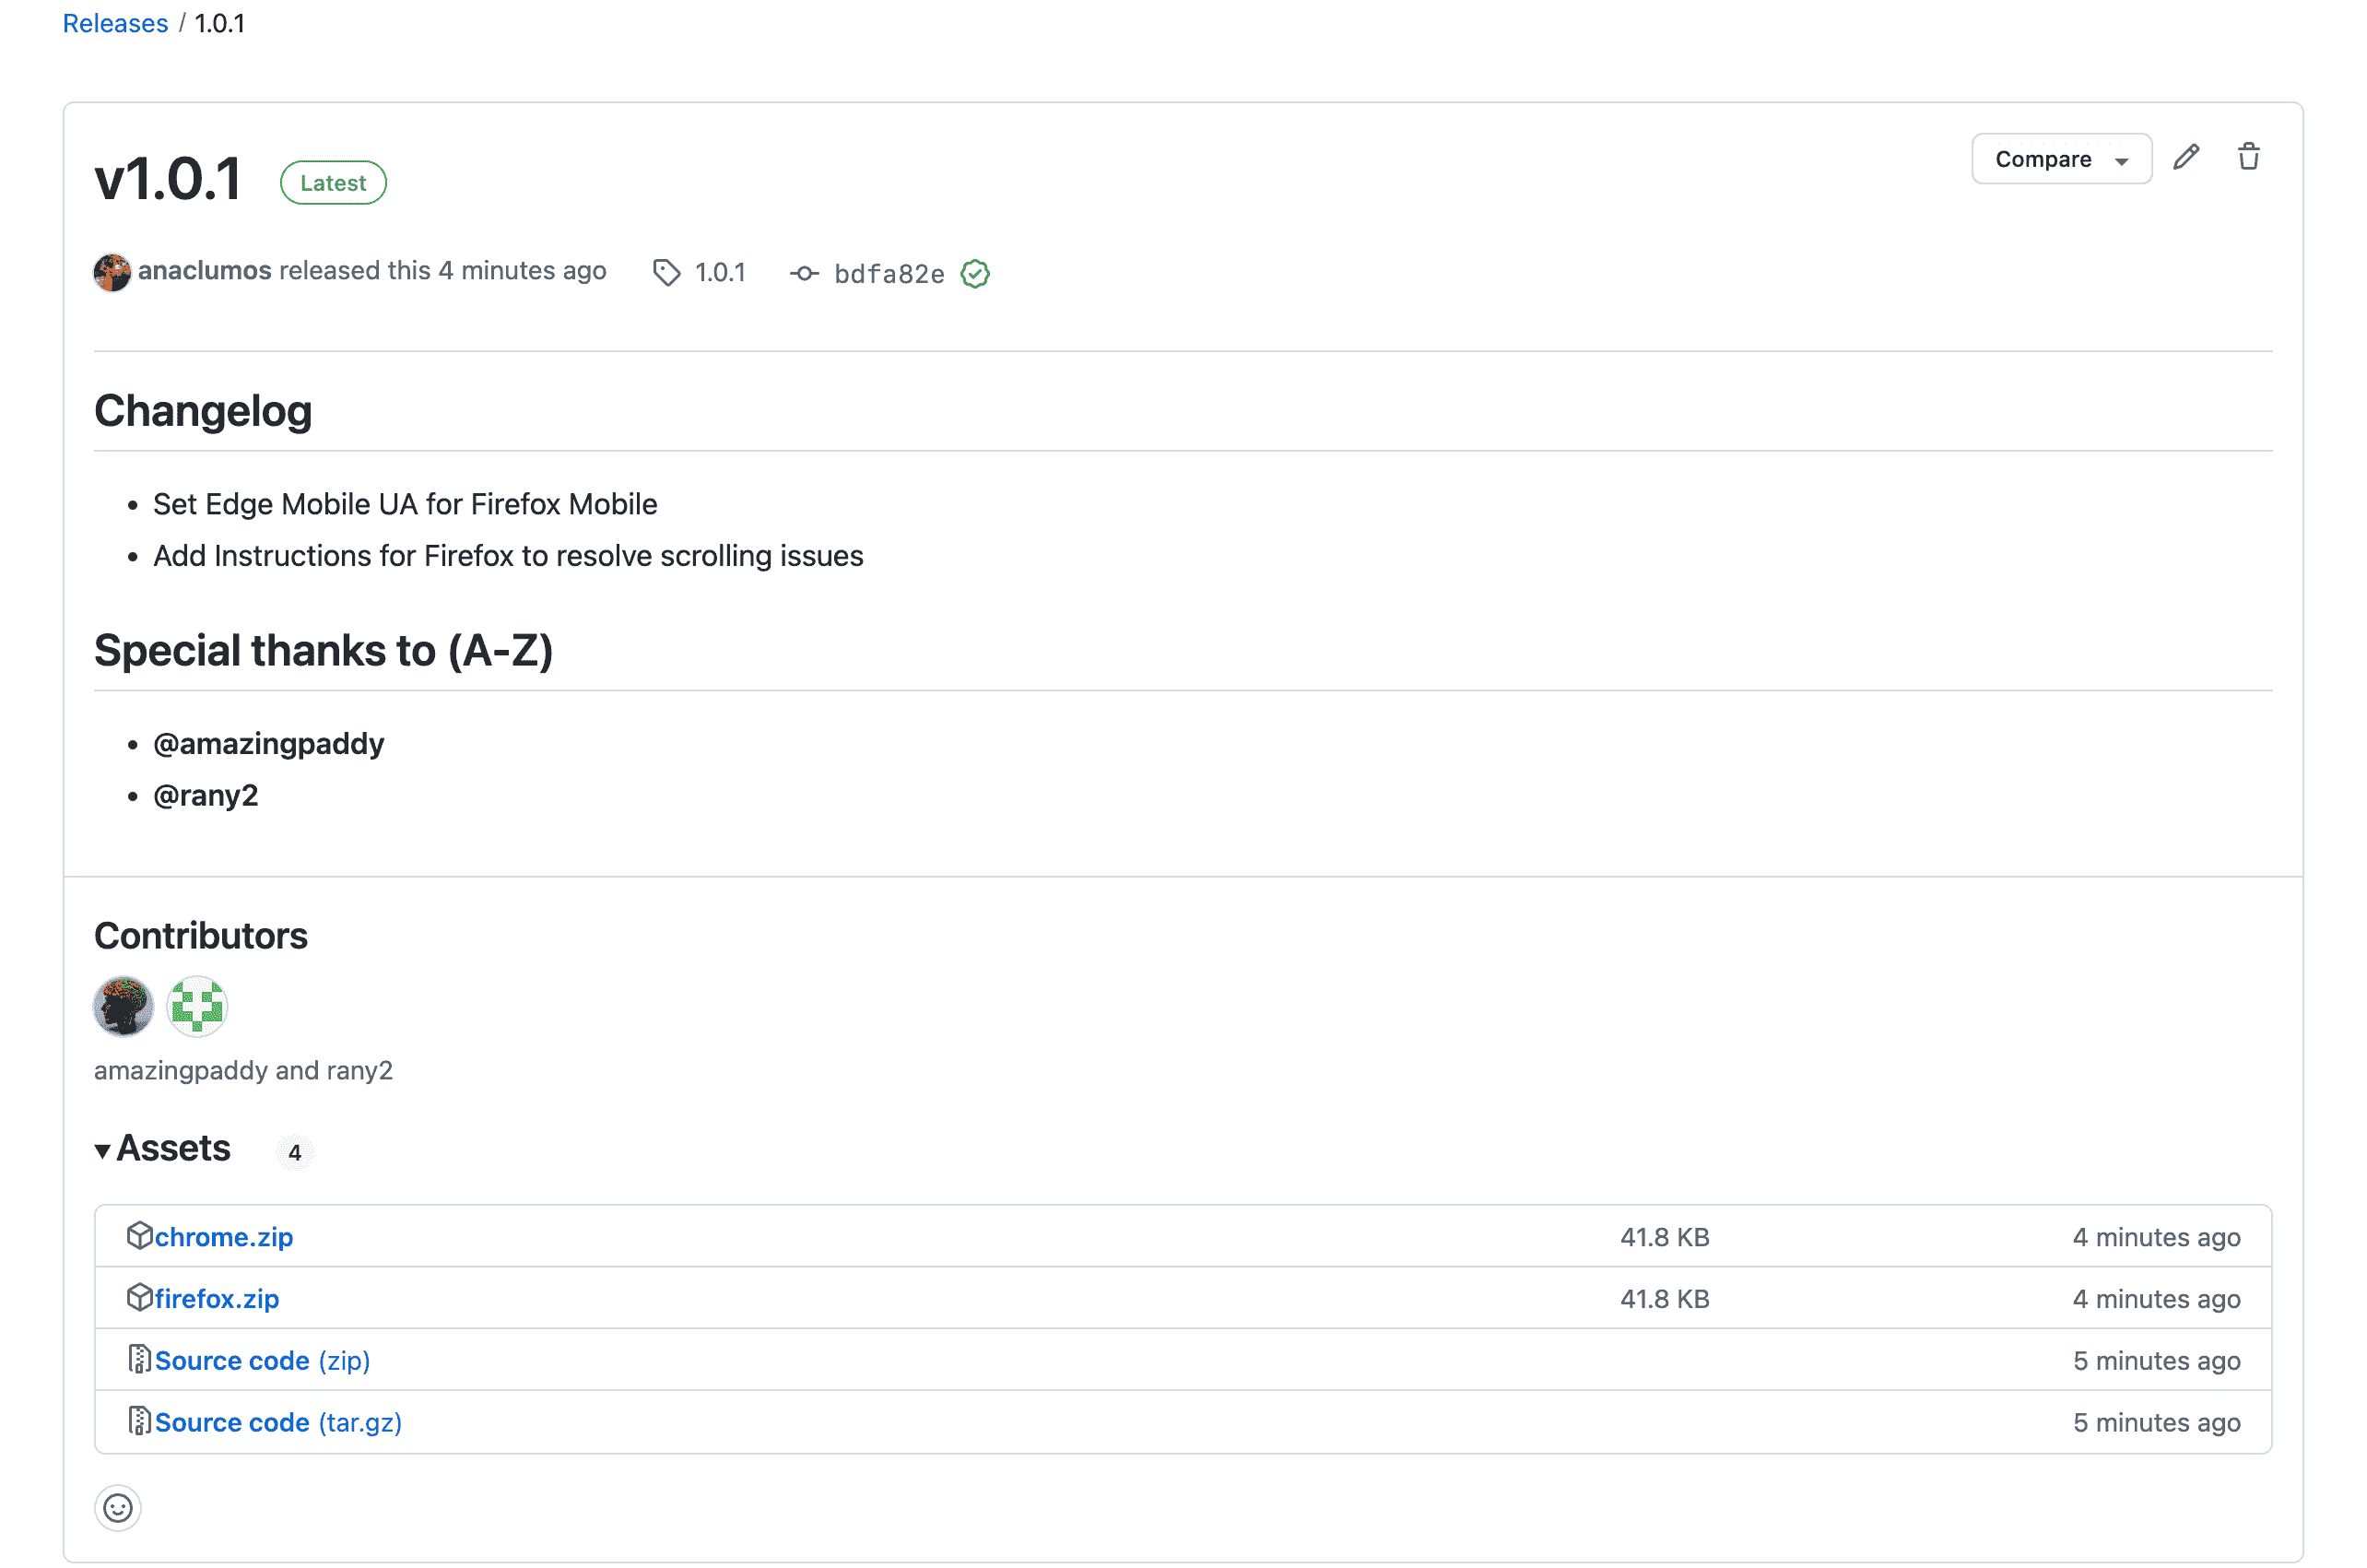 Releases / 1.0.1
v1.0.1 Latest Compare
anaclumos released this 4 minutes ago 1.0.1 bdfa82e
Changelog
• Set Edge Mobile UA for Firefox Mobile
• Add Instructions for Firefox to resolve scrolling issues
Special thanks to (A-Z)
• @amazingpaddy
• @rany2
Contributors
amazingpaddy and rany2
Assets 4
chrome.zip 41.8 KB 4 minutes ago
firefox.zip 41.8 KB 4 minutes ago
Source code (zip) 5 minutes ago
Source code (tar.gz) 5 minutes ago